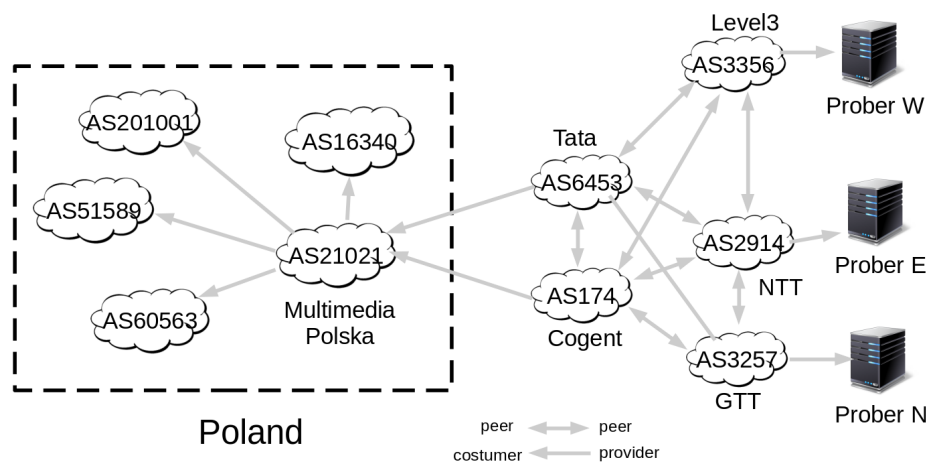 Level3
AS3356
Prober W
AS201001
AS16340
Tata
AS6453
AS51589
AS21021
AS2914
Prober E
Multimedia
Polska
AS174
NTT
Cogent
AS60563
AS3257
GTT
Prober N
Poland
peer peer
costumer provider